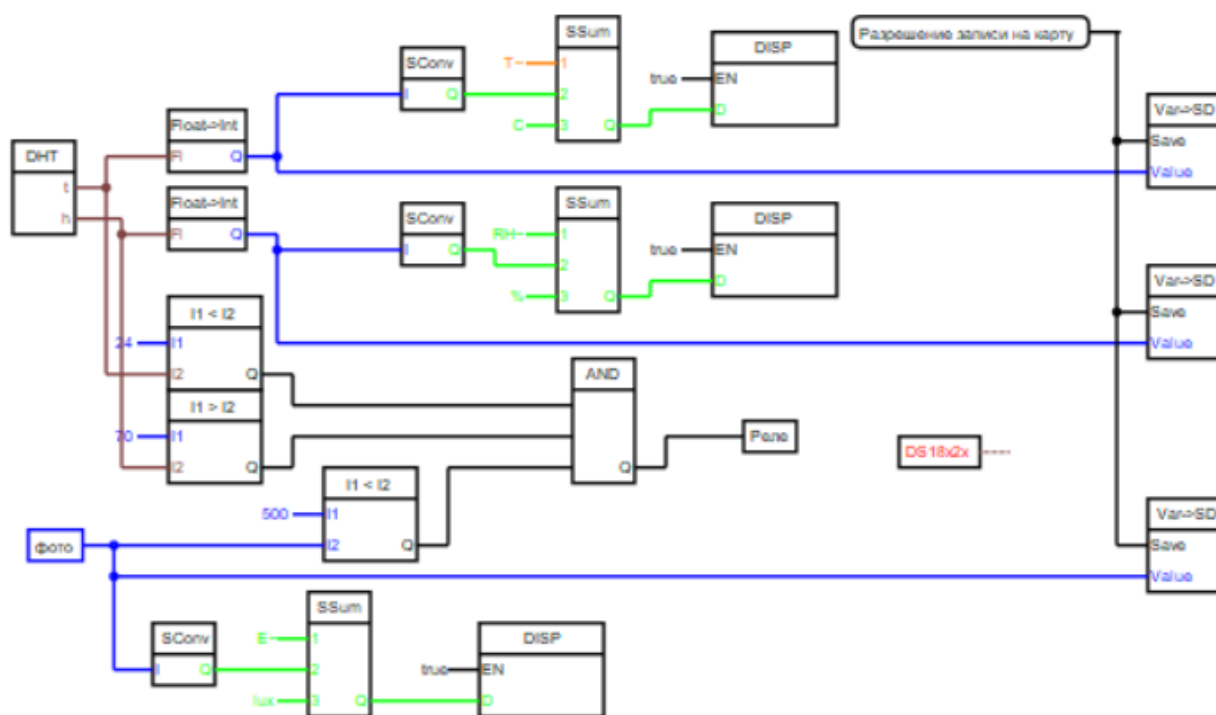 SSum
DISP
Разрешение записи на карту
SConv
T~
1
true
EN
I
Q
2
D
Var->SD
Float->Int
C
3
Q
Save
DHT
FI
Q
Value
t
Float->Int
SSum
h
FI
Q
SConv
DISP
I
Q
RH~
1
true
EN
2
D
Var->SD
%
3
Q
Save
I1 < I2
24
I1
Value
I2
Q
AND
I1 > I2
70
I1
Реле
I2
Q
Q
DS18x2x
I1 < I2
Var->SD
500
I1
фото
I2
Q
Save
Value
SSum
SConv
E~
1
DISP
I
Q
2
true
EN
lux
3
Q
D